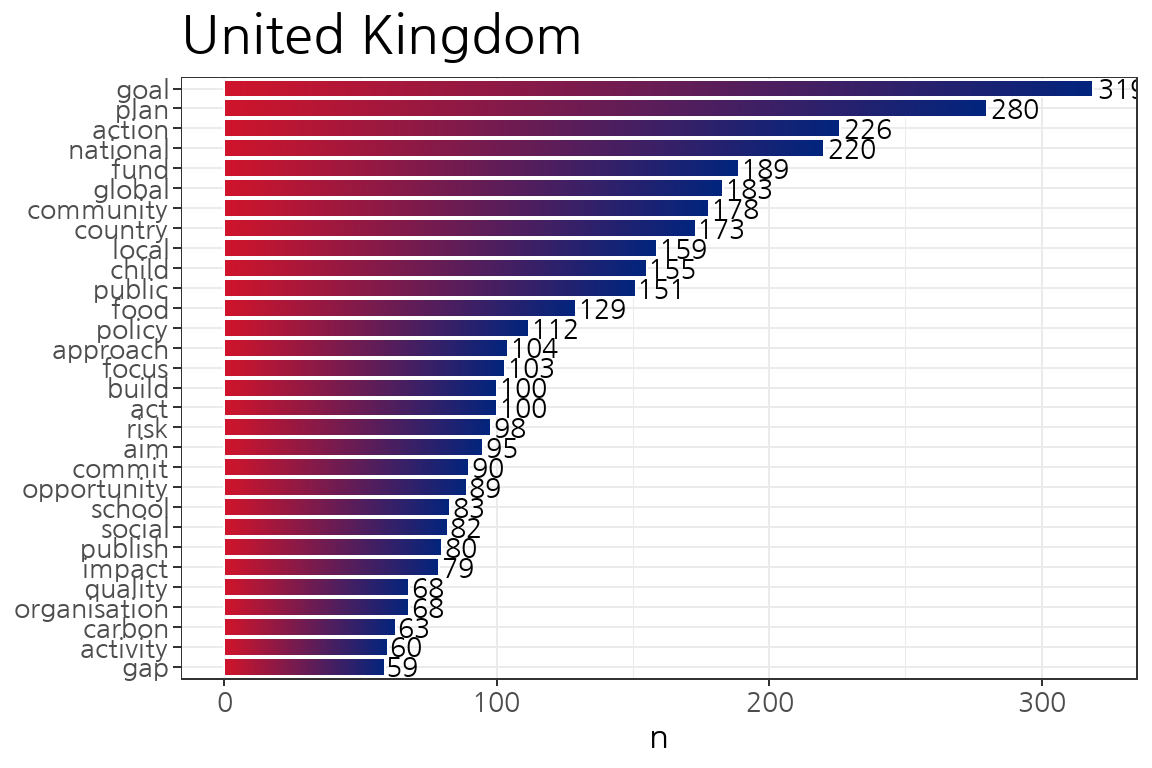 United Kingdom
goal 319
plan 280
action 226
national 220
fund 189
global 183
community 178
country 173
local 159
child 155
public 151
food 129
policy 112
approach 104
focus 103
build 100
act 100
risk 98
aim 95
commit 90
opportunity 89
school 83
social 82
publish 80
impact 79
quality 68
organisation 68
carbon 63
activity 60
gap 59
0 100 200 300
n